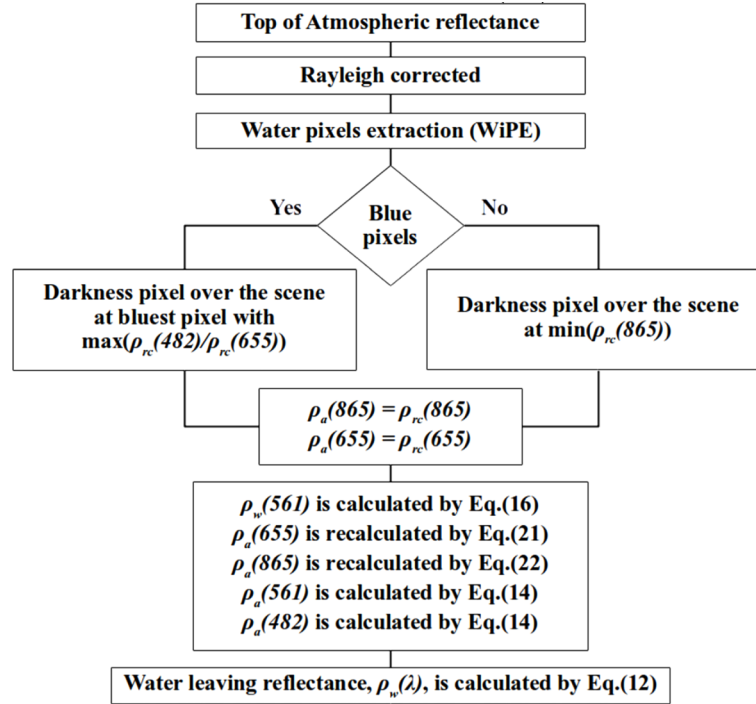 Top of Atmospheric reflectance
Rayleigh corrected
Water pixels extraction (WiPE)
Yes
Blue
pixels
No
Darkness pixel over the scene
at bluest pixel with
max(ρrc(482)/ρrc(655))
Darkness pixel over the scene
at min(ρrc(865))
ρa(865) = ρrc(865)
ρa(655) = ρrc(655)
ρw(561) is calculated by Eq.(16)
ρa(655) is recalculated by Eq.(21)
ρa(865) is recalculated by Eq.(22)
ρa(561) is calculated by Eq.(14)
ρa(482) is calculated by Eq.(14)
Water leaving reflectance, ρw(λ), is calculated by Eq.(12)